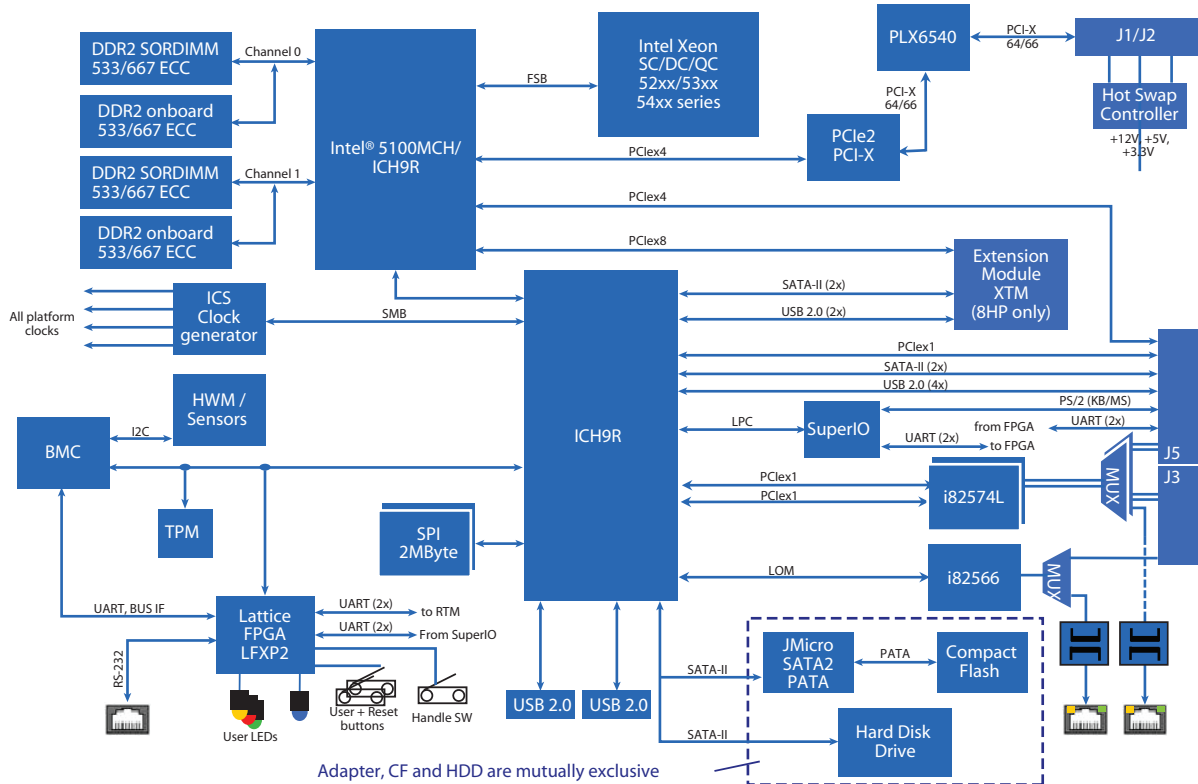 DDR2 SORDIMM
533/667 ECC
Channel 0
DDR2 onboard
533/667 ECC
DDR2 SORDIMM
533/667 ECC
Channel 1
DDR2 onboard
533/667 ECC
Intel® 5100MCH/
ICH9R
FSB
Intel Xeon
SC/DC/QC
52xx/53xx
54xx series
PLX6540
PCI-X
64/66
J1/J2
Hot Swap
Controller
+12V, +5V,
+3.3V
PCI-X
64/66
PCIe2
PCI-X
PCIex4
PCIex4
PCIex8
Extension
Module
XTM
(8HP only)
SATA-II (2x)
USB 2.0 (2x)
All platform
clocks
ICS
Clock
generator
SMB
PCIex1
SATA-II (2x)
USB 2.0 (4x)
PS/2 (KB/MS)
HWM /
Sensors
I2C
BMC
ICH9R
LPC
SuperIO
UART (2x)
from FPGA
to FPGA
UART (2x)
J5
J3
PCIex1
PCIex1
i82574L
MUX
TPM
SPI
2MByte
LOM
i82566
MUX
UART, BUS IF
Lattice
FPGA
LFXP2
UART (2x)
to RTM
UART (2x)
From SuperIO
RS-232
User LEDs
User + Reset
buttons
Handle SW
USB 2.0
USB 2.0
SATA-II
JMicro
SATA2
PATA
PATA
Compact
Flash
SATA-II
Hard Disk
Drive
Adapter, CF and HDD are mutually exclusive